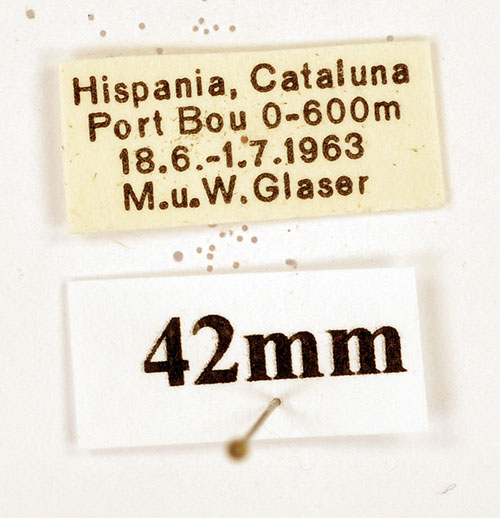 Hispania, Cataluna
Port Bou 0-600m
18.6.-1.7.1963
M.u.W.Glaser
42mm